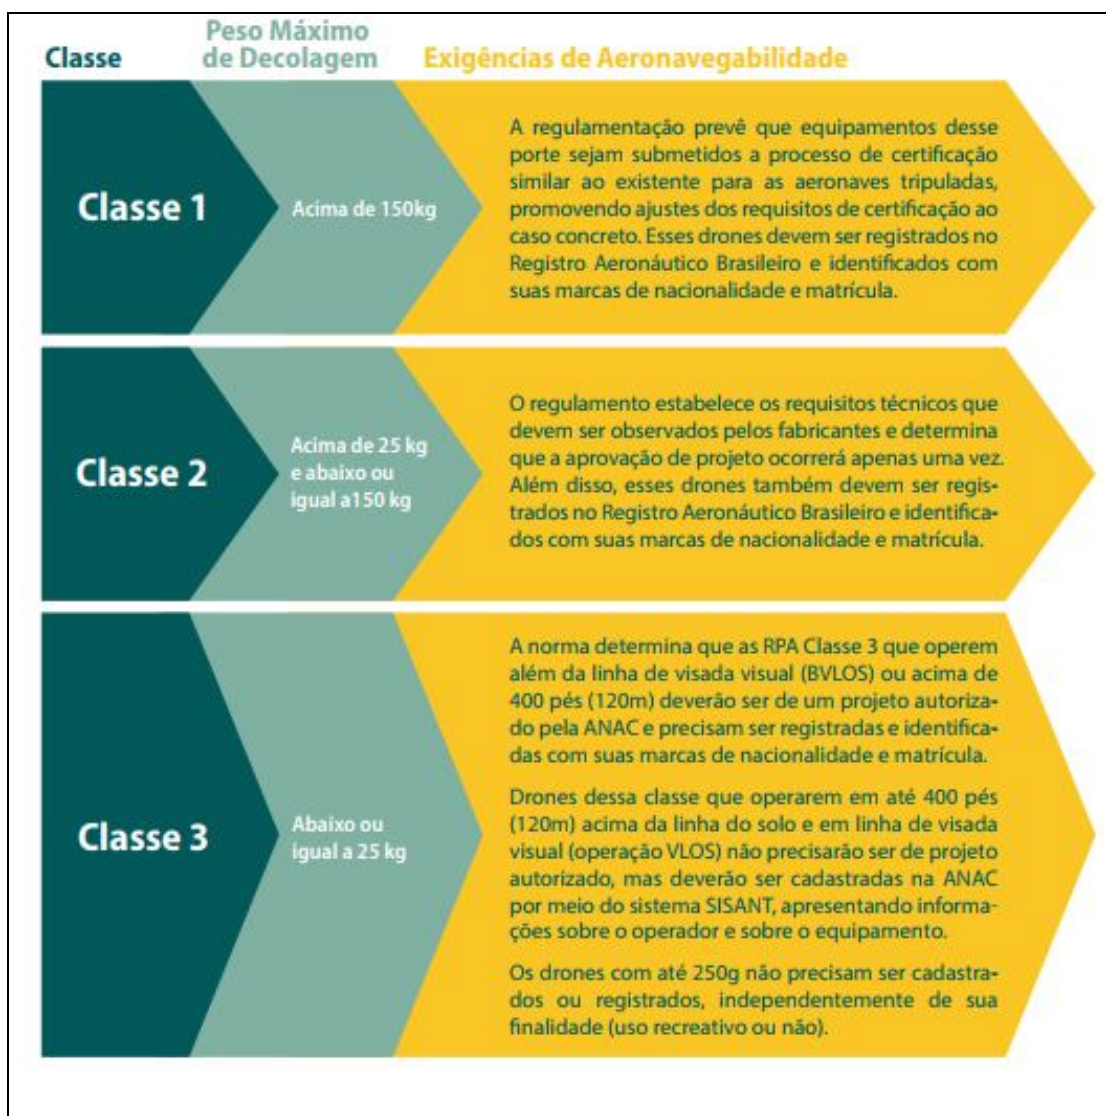 Classe
Peso Máximo
de Decolagem
Exigências de Aeronavegabilidade
Classe 1
Acima de 150kg
A regulamentação prevê que equipamentos desse
porte sejam submetidos a processo de certificação
similar ao existente para as aeronaves tripuladas,
promovendo ajustes dos requisitos de certificação ao
caso concreto. Esses drones devem ser registrados no
Registro Aeronáutico Brasileiro e identificados com
suas marcas de nacionalidade e matrícula.
Classe 2
Acima de 25 kg
e abaixo ou
igual a150 kg
O regulamento estabelece os requisitos técnicos que
devem ser observados pelos fabricantes e determina
que a aprovação de projeto ocorrerá apenas uma vez.
Além disso, esses drones também devem ser regis-
trados no Registro Aeronáutico Brasileiro e identifica-
dos com suas marcas de nacionalidade e matrícula.
Classe 3
Abaixo ou
igual a 25 kg
A norma determina que as RPA Classe 3 que operem
além da linha de visada visual (BVLOS) ou acima de
400 pés (120m) deverão ser de um projeto autoriza-
do pela ANAC e precisam ser registradas e identifica-
das com suas marcas de nacionalidade e matrícula.
Drones dessa classe que operarem em até 400 pés
(120m) acima da linha do solo e em linha de visada
visual (operação VLOS) não precisarão ser de projeto
autorizado, mas deverão ser cadastradas na ANAC
por meio do sistema SISANT, apresentando informa-
ções sobre o operador e sobre o equipamento.
Os drones com até 250g não precisam ser cadastra-
dos ou registrados, independentemente de sua
finalidade (uso recreativo ou não).